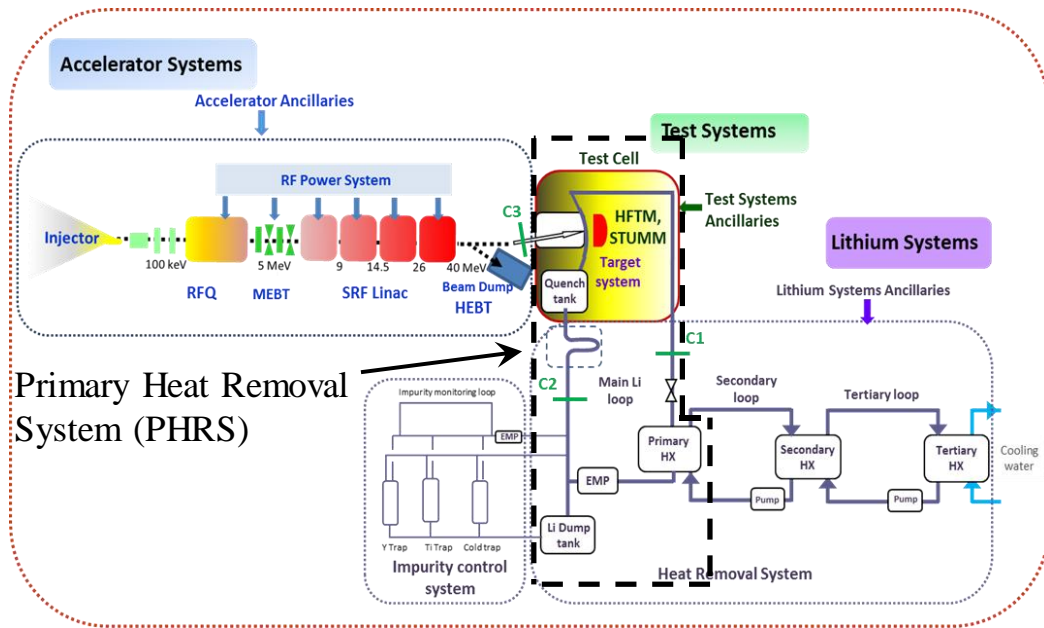 Accelerator Systems
Accelerator Ancillaries
Test Systems
Test Cell
RF Power System
Test Systems
Ancillaries
C3
HFTM,
STUMM
Injector
Lithium Systems
Target
system
100 keV
5 MeV
9
14.5
26
40 MeV
Beam Dump
RFQ
MEBT
SRF Linac
HEBT
Quench
tank
Lithium Systems Ancillaries
C1
Primary Heat Removal
System (PHRS)
C2
Main Li
loop
Secondary
loop
Tertiary loop
Impurity monitoring loop
EMP
Primary
HX
Secondary
HX
Tertiary
HX
Cooling
water
EMP
Pump
Pump
Li Dump
tank
Y Trap
Ti Trap
Cold trap
Impurity control
system
Heat Removal System